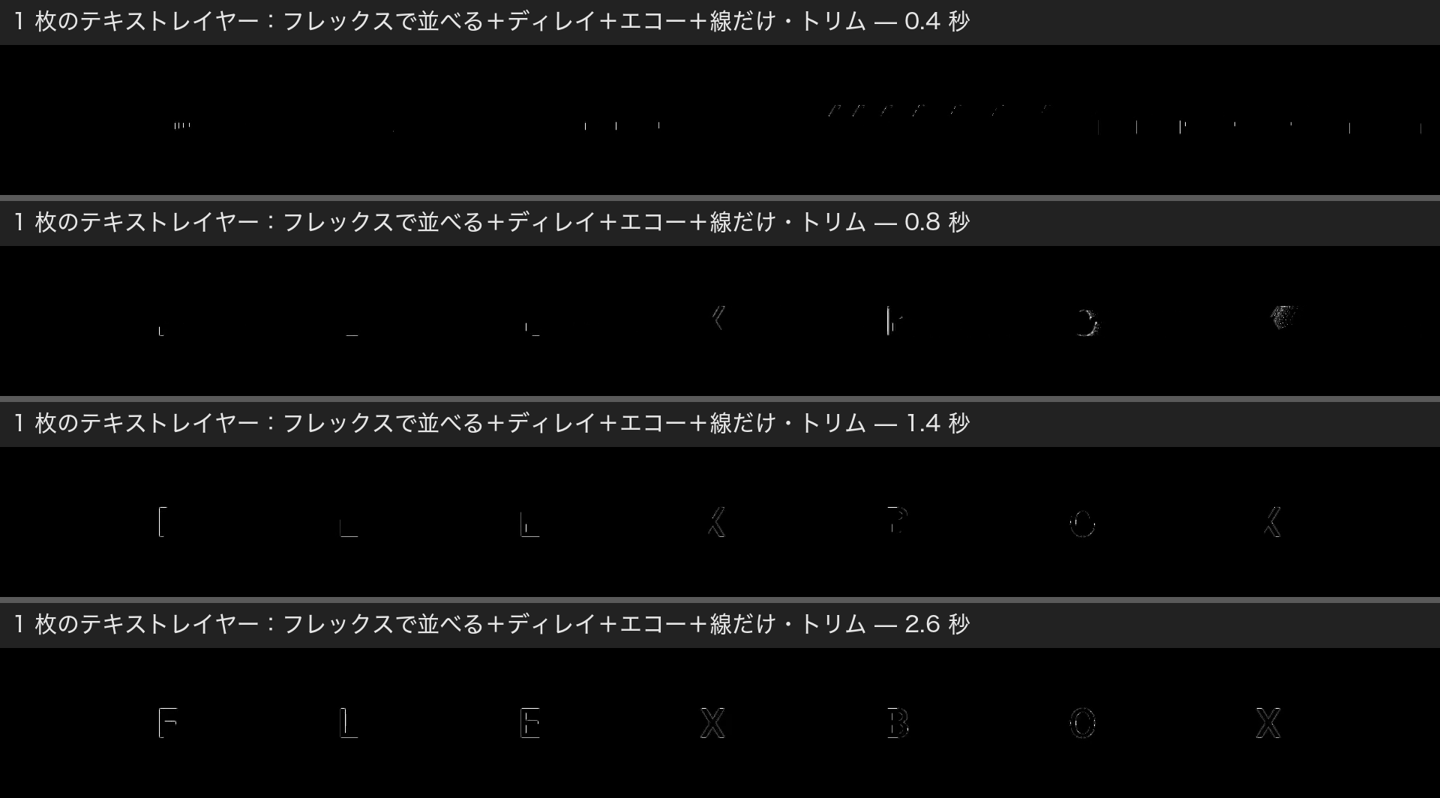 1 枚のテキストレイヤー：フレックスで並べる＋ディレイ＋エコー＋線だけ・トリム — 0.4 秒
1 枚のテキストレイヤー：フレックスで並べる＋ディレイ＋エコー＋線だけ・トリム — 0.8 秒
1 枚のテキストレイヤー：フレックスで並べる＋ディレイ＋エコー＋線だけ・トリム — 1.4 秒
1 枚のテキストレイヤー：フレックスで並べる＋ディレイ＋エコー＋線だけ・トリム — 2.6 秒
F L E X B O X